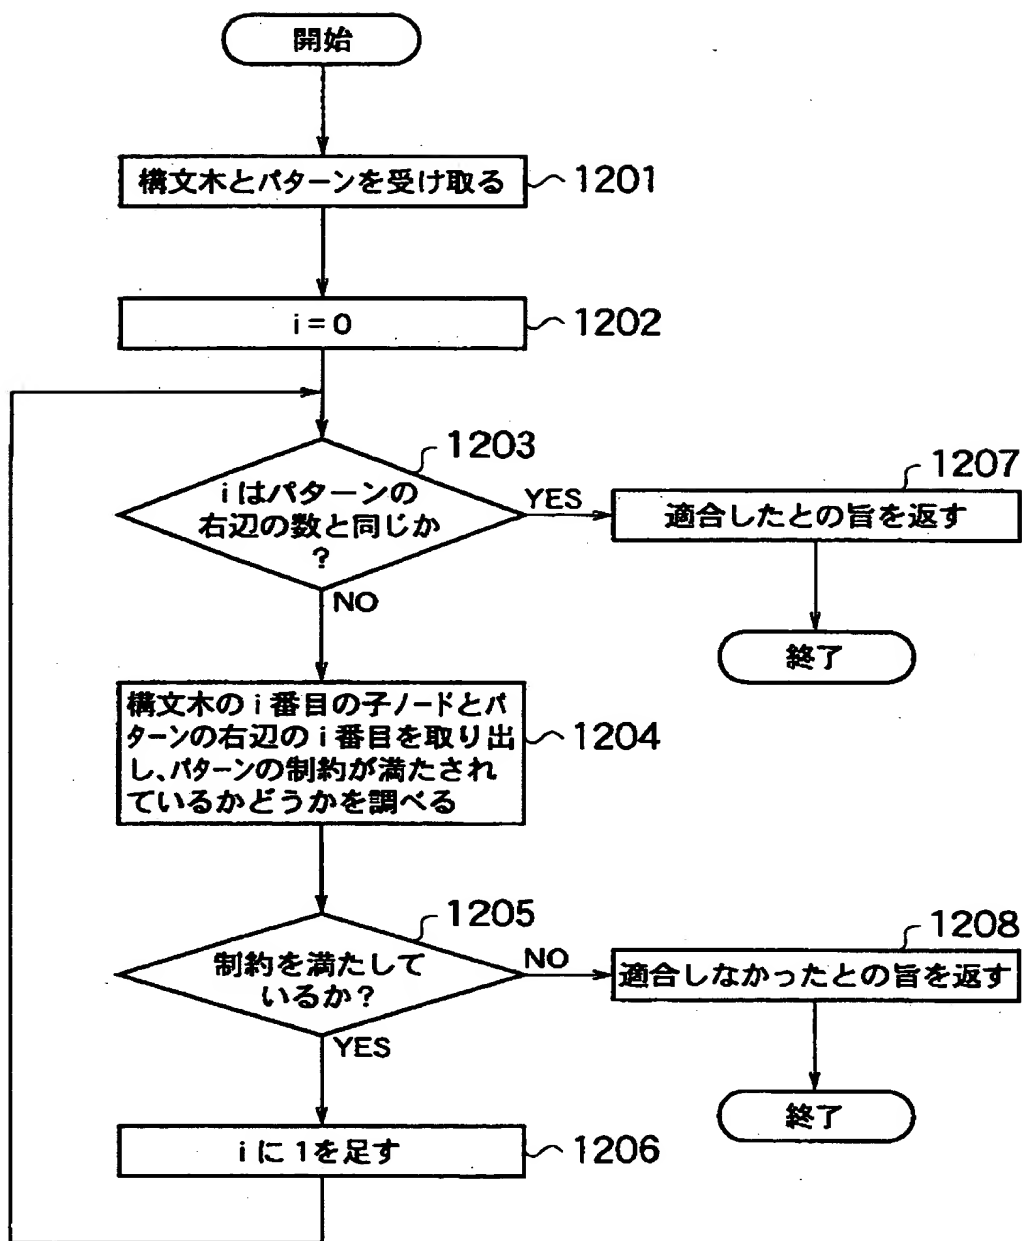 開始
構文木とパターンを受け取る
1201
i=0
1202
1203
iはパターンの
右辺の数と同じか
?
YES
NO
1207
適合したとの旨を返す
終了
構文木のi番目の子ノードとパ
ターンの右辺のi番目を取り出
し、パターンの制約が満たされ
ているかどうかを調べる
1204
1205
制約を満たして
いるか?
NO
YES
1208
適合しなかったとの旨を返す
終了
iに1を足す
1206